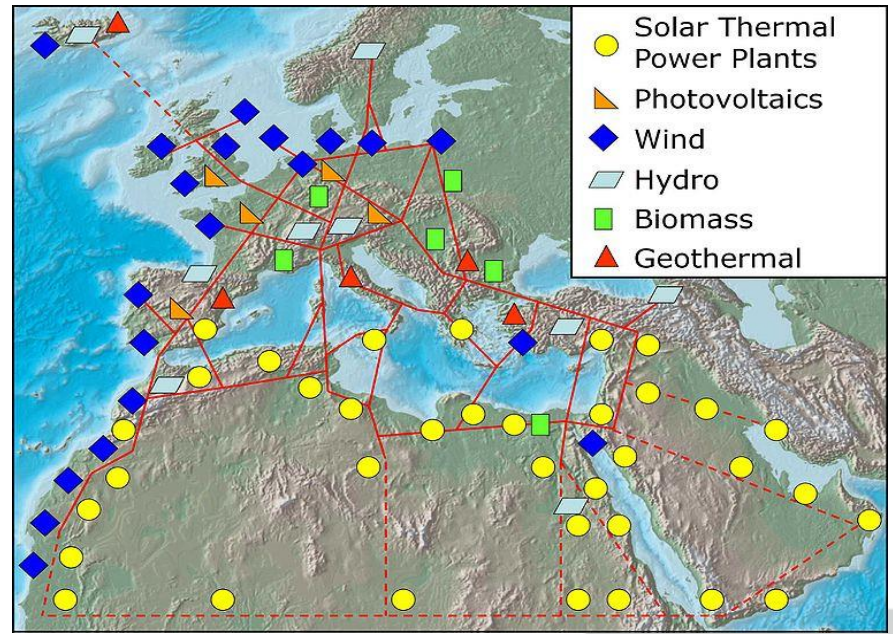 Solar Thermal
Power Plants
Photovoltaics
Wind
Hydro
Biomass
Geothermal